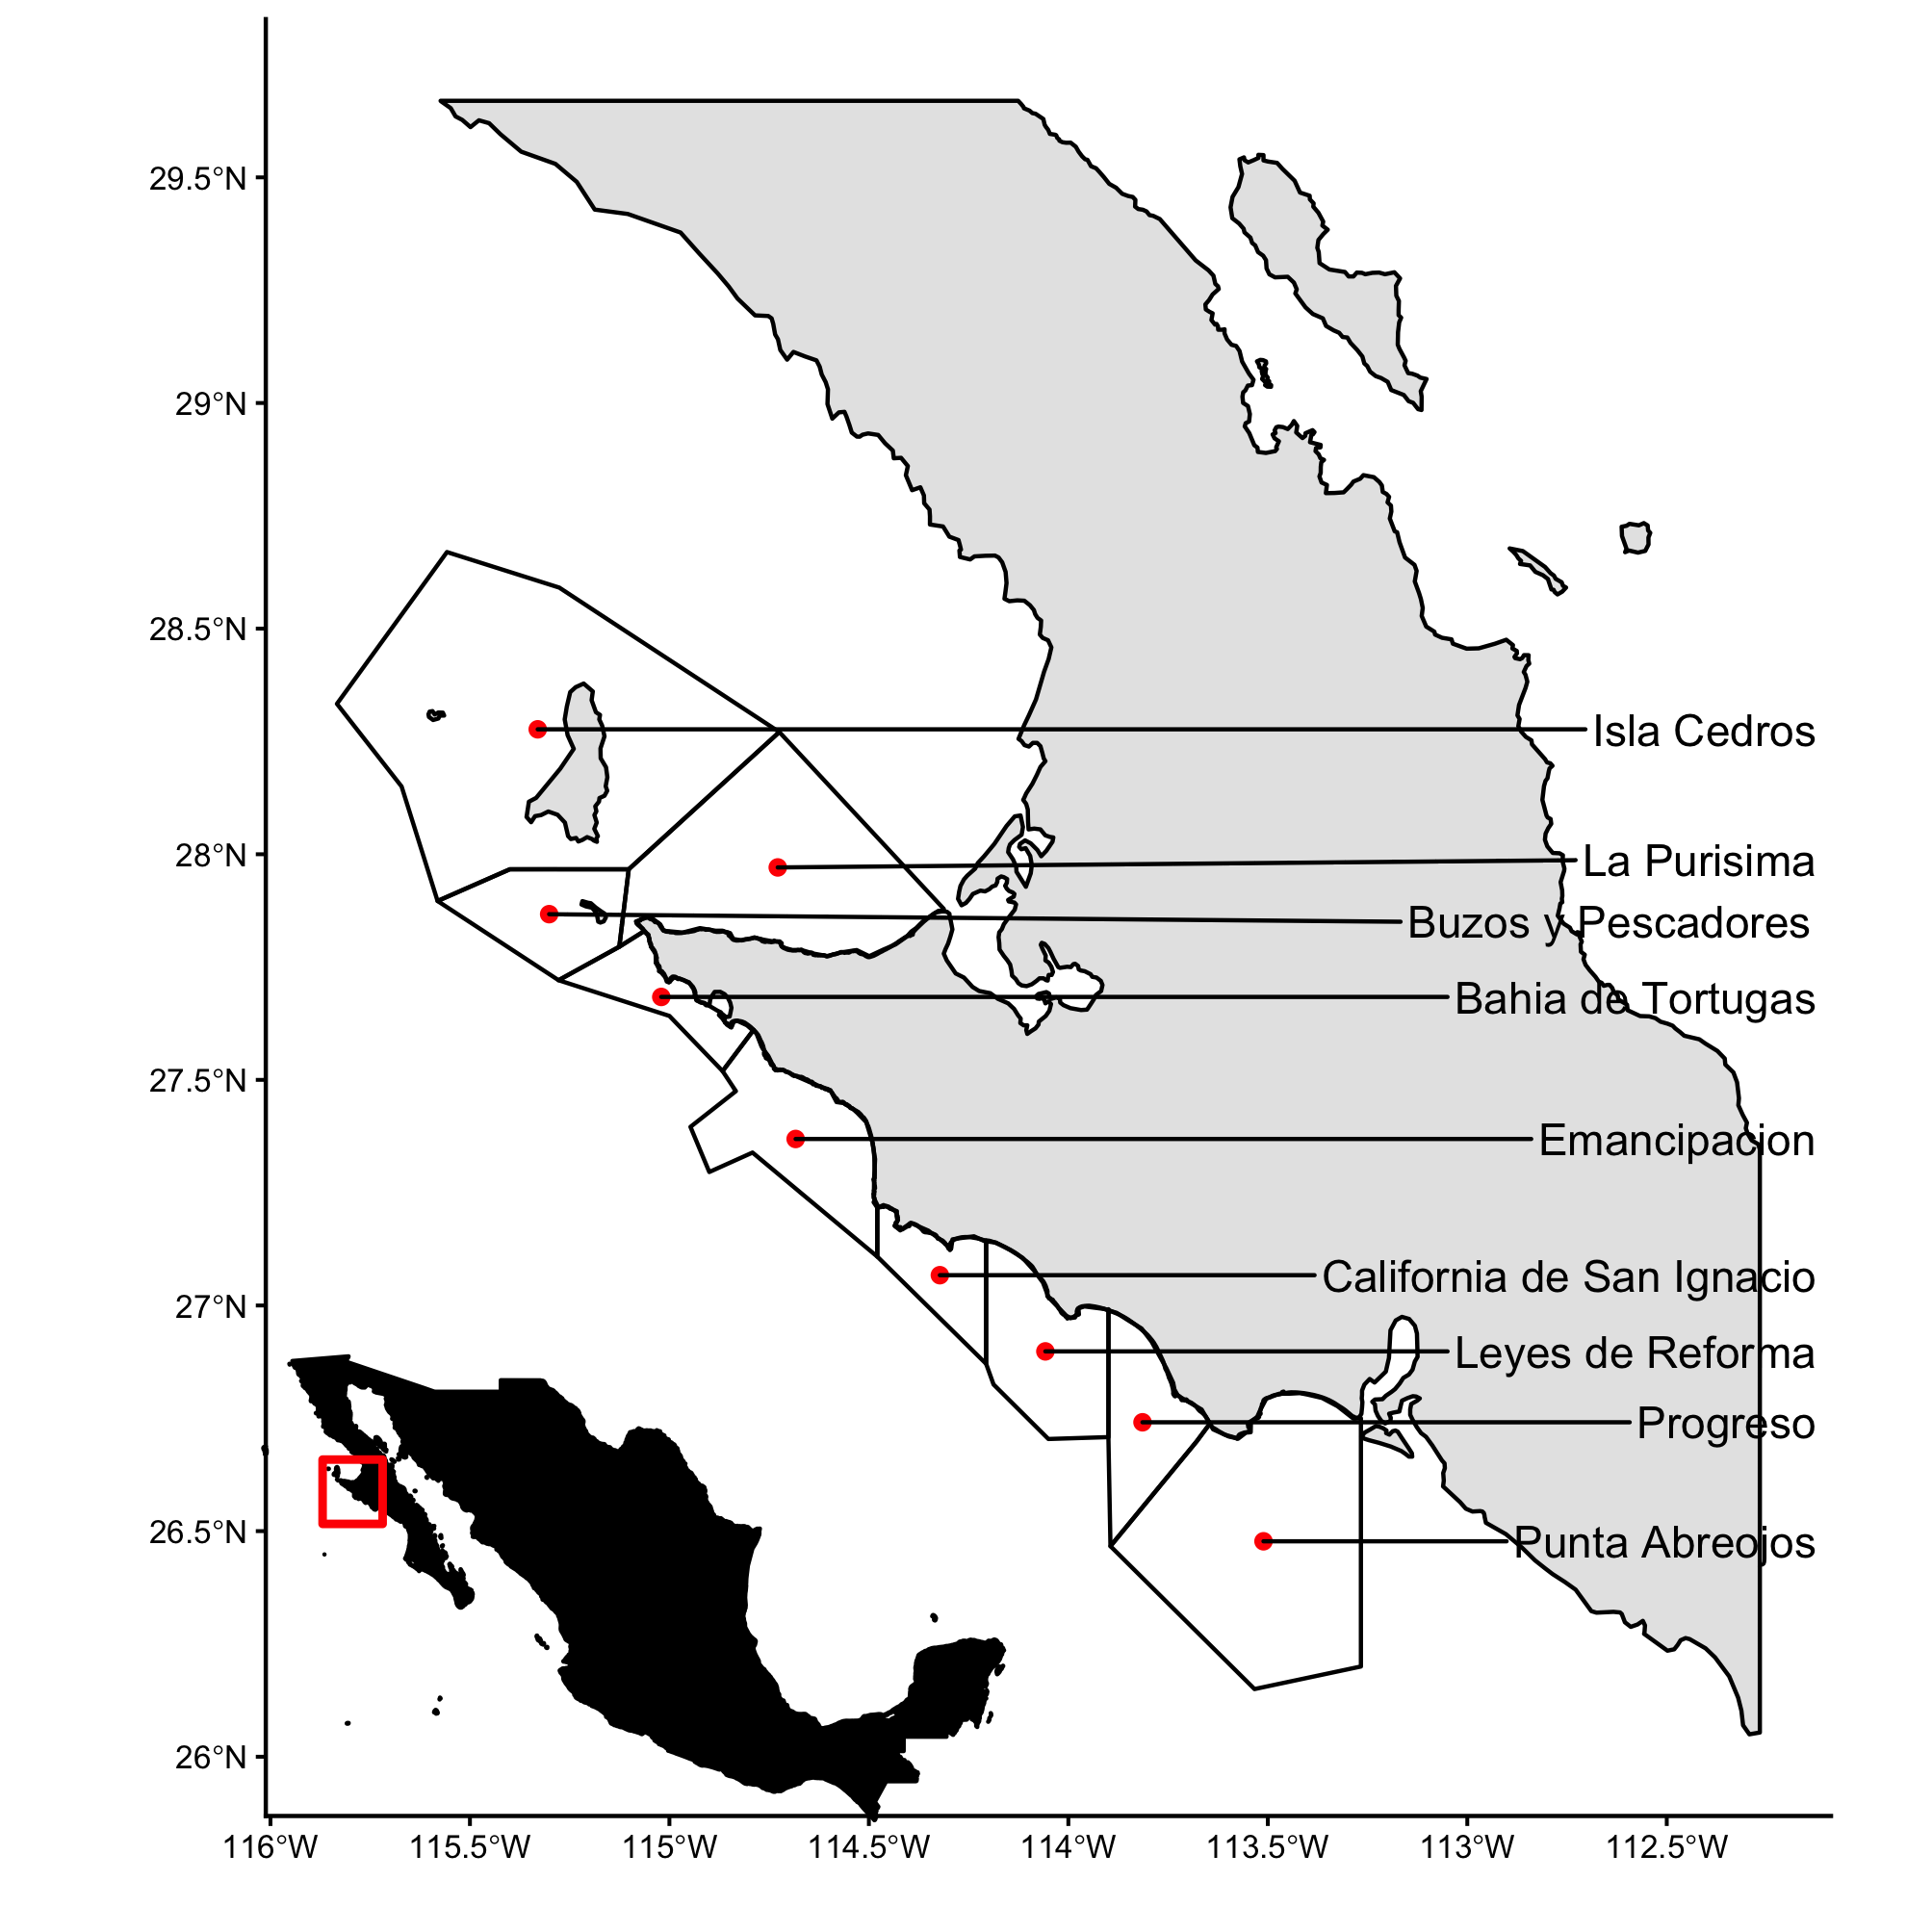 29.5°N
29°N
28.5°N
Isla Cedros
28°N
La Purisima
Buzos y Pescadores
Bahia de Tortugas
27.5°N
Emancipacion
California de San Ignacio
27°N
Leyes de Reforma
Progreso
26.5°N
Punta Abreojos
26°N
116°W 115.5°W 115°W 114.5°W 114°W 113.5°W 113°W 112.5°W